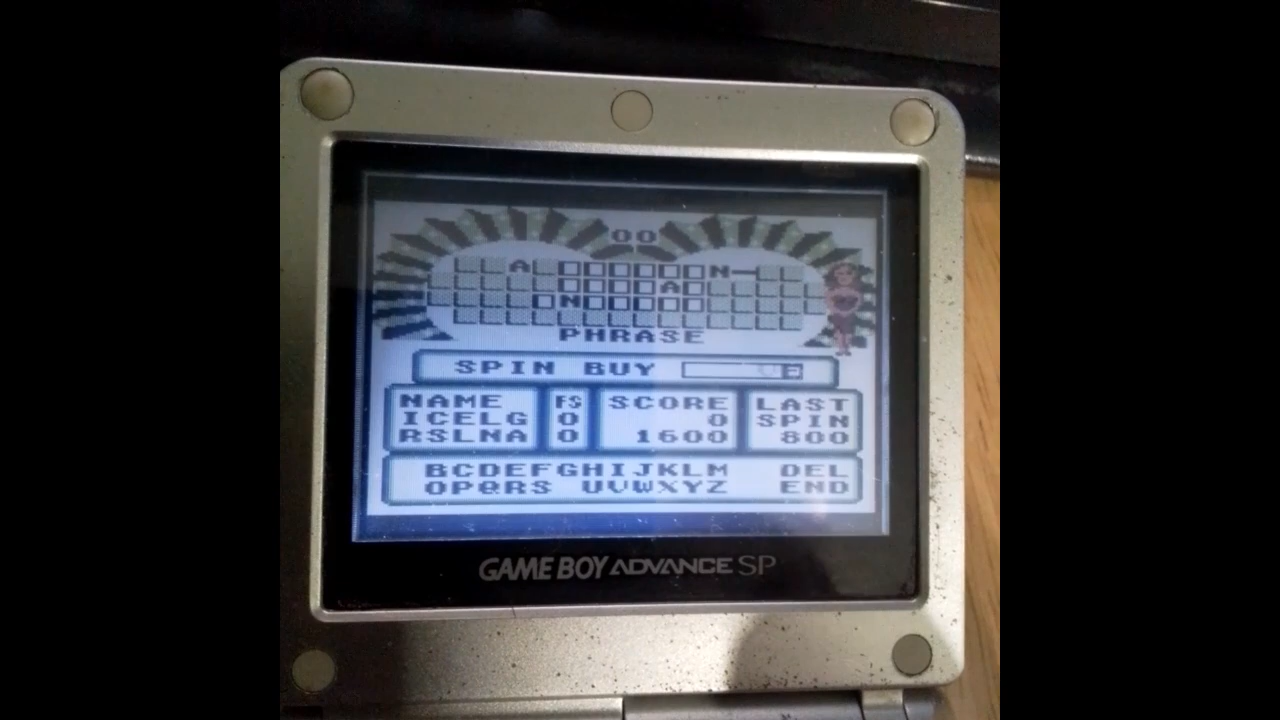 00
A N-
A
N
PHRASE
SPIN BUY
NAME FS SCORE LAST
ICELG 0 0 SPIN
RSLNA 0 1600 800
BCDEFGHIJKLM DEL
OPQRS UVWXYZ END
GAME BOY ADVANCE SP